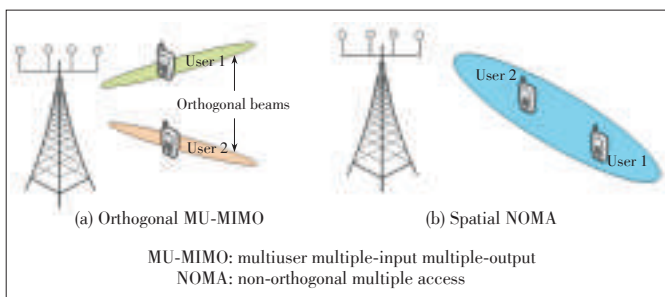 User 1
Orthogonal beams
User 2
(a) Orthogonal MU-MIMO
User 2
User 1
(b) Spatial NOMA
MU-MIMO: multiuser multiple-input multiple-output
NOMA: non-orthogonal multiple access